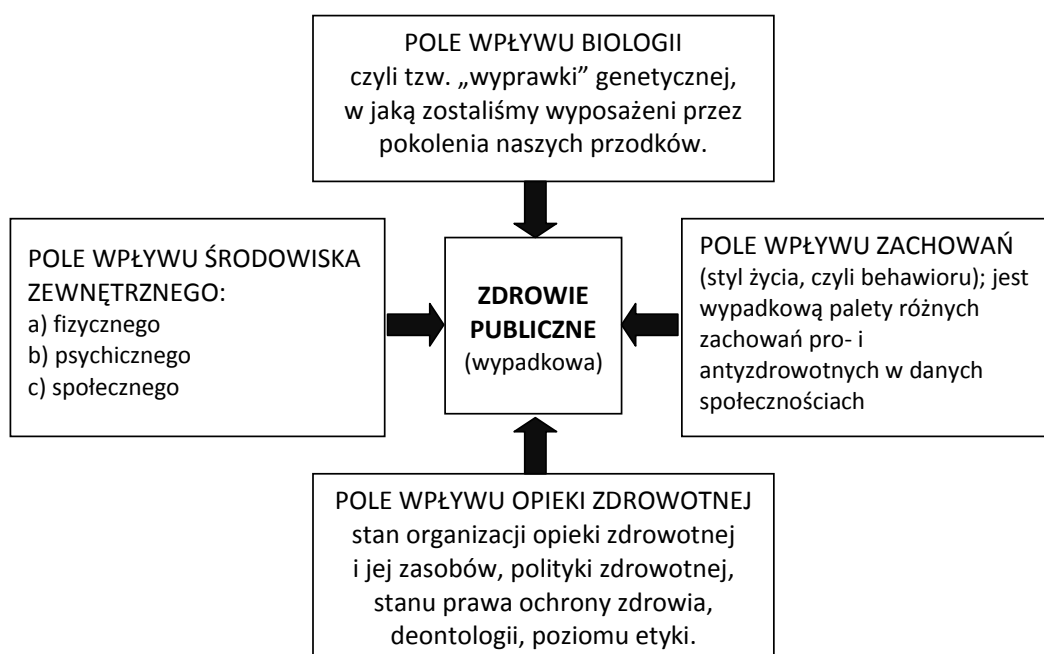 POLE WPŁYWU BIOLOGII
czyli tzw. „wyprawki” genetycznej,
w jaką zostaliśmy wyposażeni przez
pokolenia naszych przodków.
POLE WPŁYWU ŚRODOWISKA
ZEWNĘTRZNEGO:
a) fizycznego
b) psychicznego
c) społecznego
ZDROWIE
PUBLICZNE
(wypadkowa)
POLE WPŁYWU ZACHOWAŃ
(styl życia, czyli behawioru); jest
wypadkową palety różnych
zachowań pro- i
antyzdrowotnych w danych
społecznościach
POLE WPŁYWU OPIEKI ZDROWOTNEJ
stan organizacji opieki zdrowotnej
i jej zasobów, polityki zdrowotnej,
stanu prawa ochrony zdrowia,
deontologii, poziomu etyki.